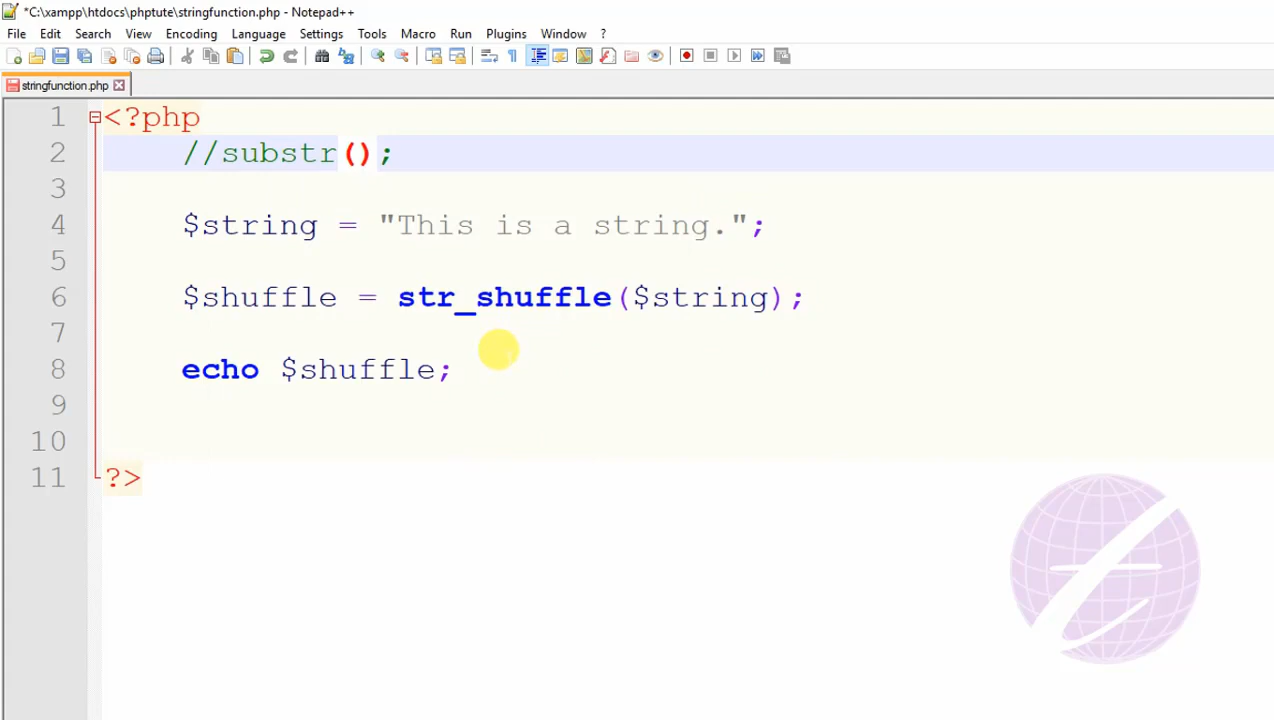 *C:\xampp\htdocs\phptute\stringfunction.php - Notepad++
File Edit Search View Encoding Language Settings Tools Macro Run Plugins Window ?
stringfunction.php
1 <?php
2 //substr();
3
4 $string = "This is a string.";
5
6 $shuffle = str_shuffle($string);
7
8 echo $shuffle;
9
10
11 ?>